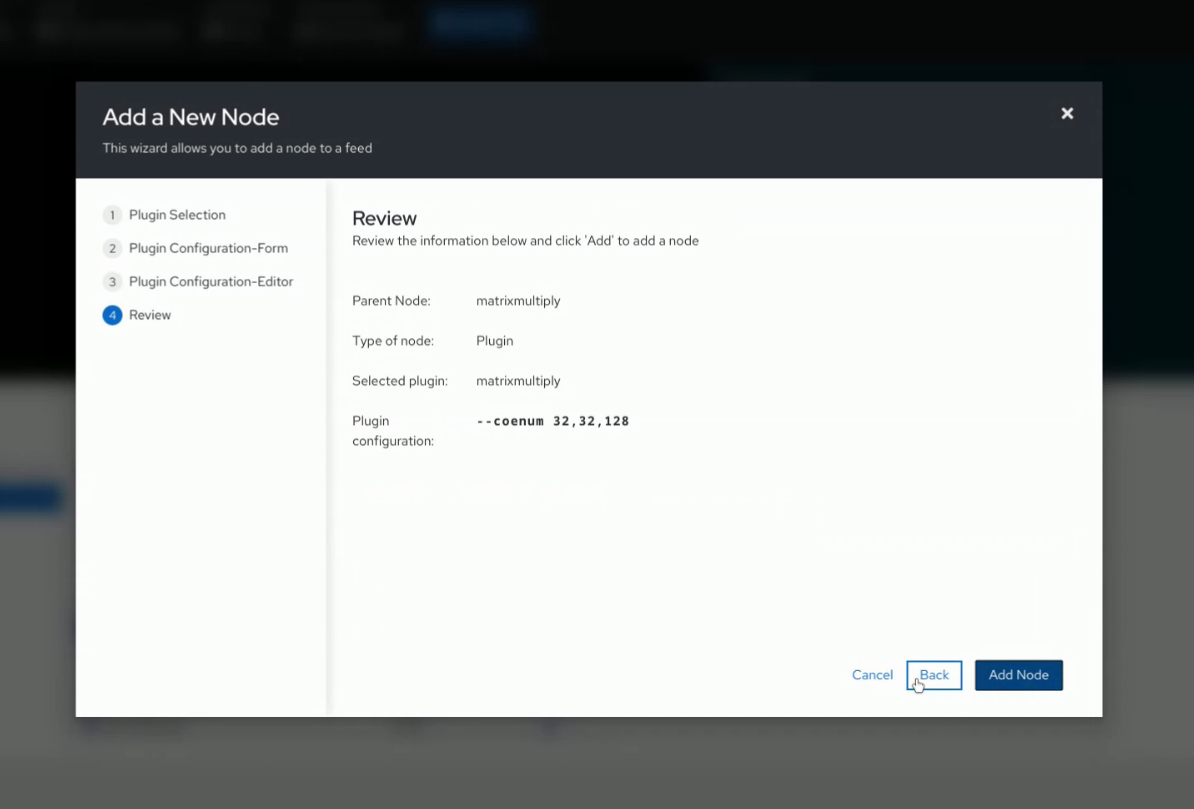 Add a New Node
This wizard allows you to add a node to a feed
1 Plugin Selection
2 Plugin Configuration-Form
3 Plugin Configuration-Editor
4 Review
Review
Review the information below and click 'Add' to add a node
Parent Node: matrixmultiply
Type of node: Plugin
Selected plugin: matrixmultiply
Plugin configuration: --coenum 32,32,128
Cancel Back Add Node